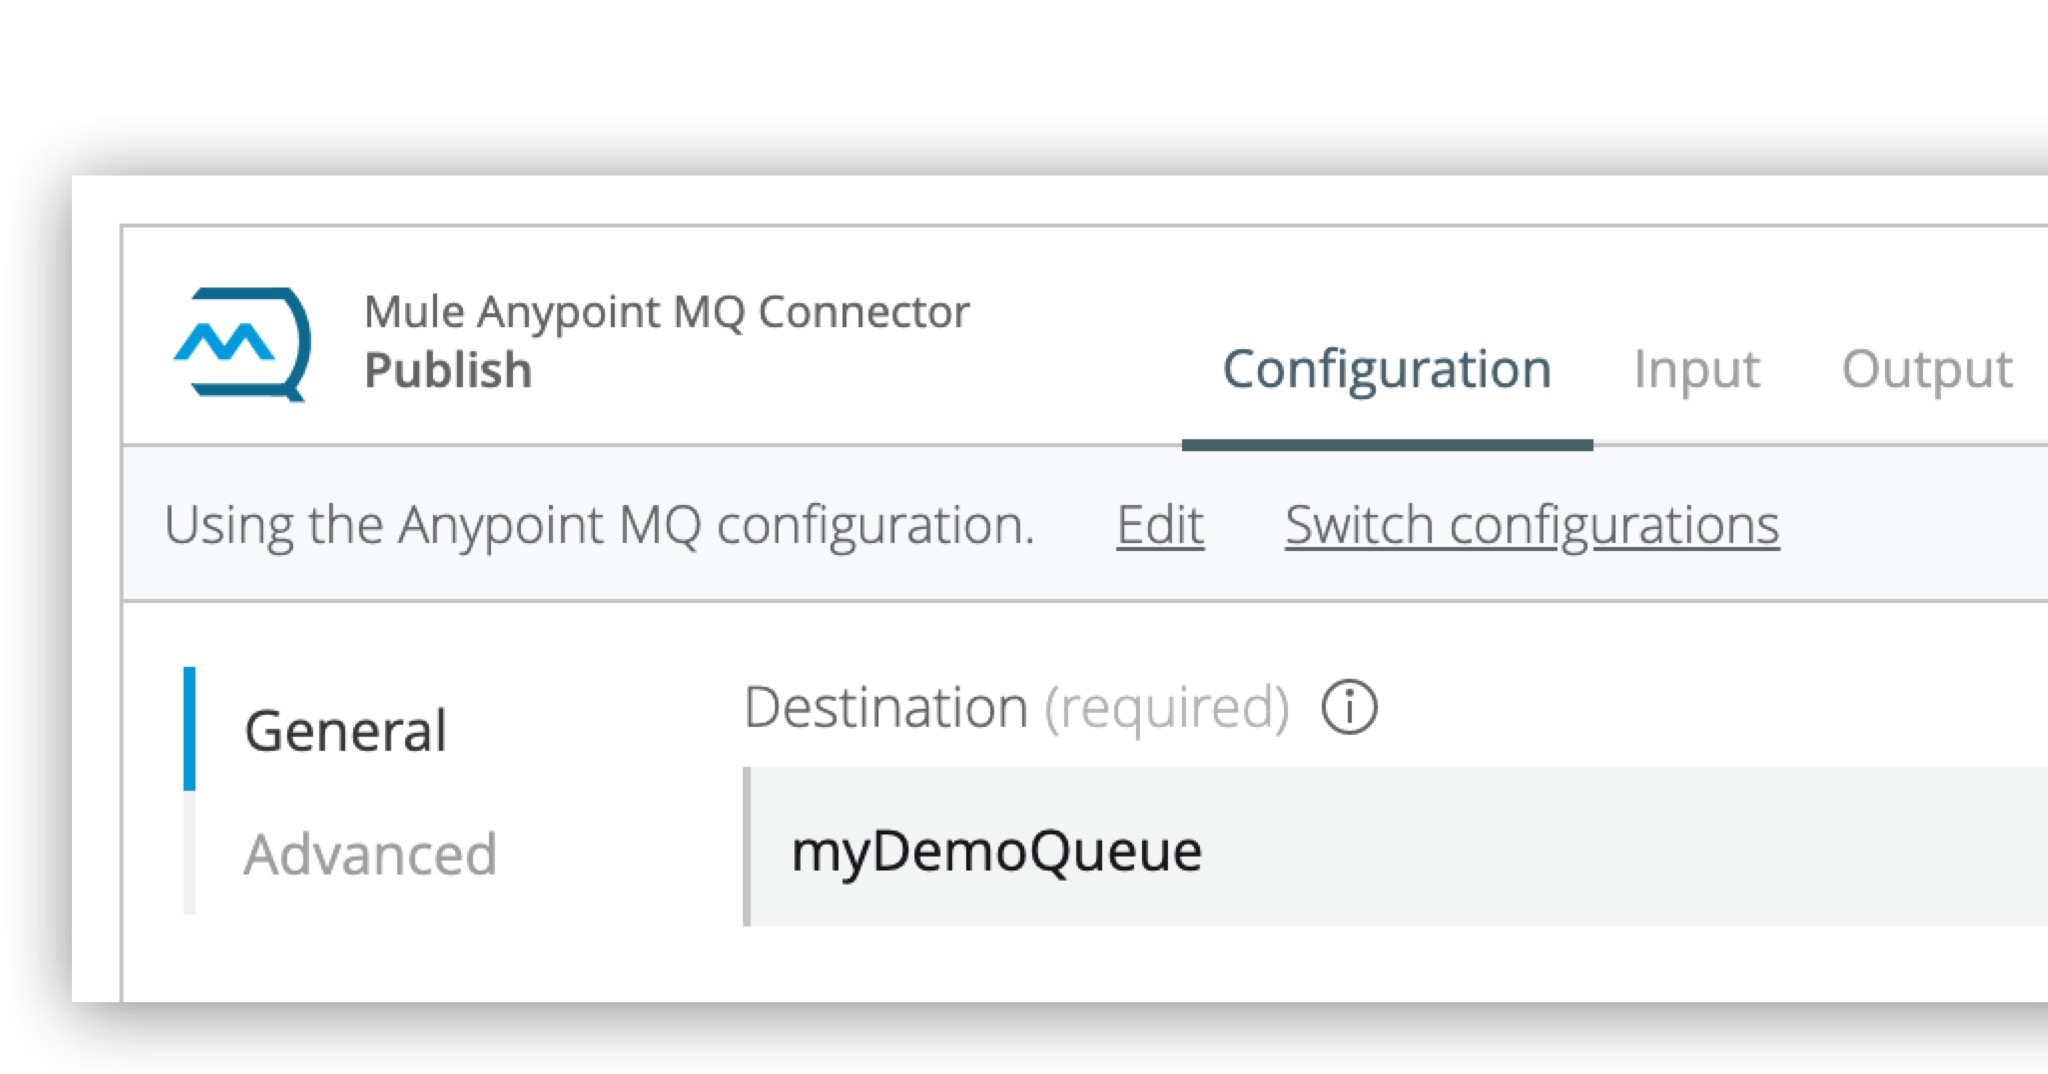 Mule Anypoint MQ Connector
Publish
Configuration Input Output
Using the Anypoint MQ configuration. Edit Switch configurations
General
Advanced
Destination (required)
myDemoQueue